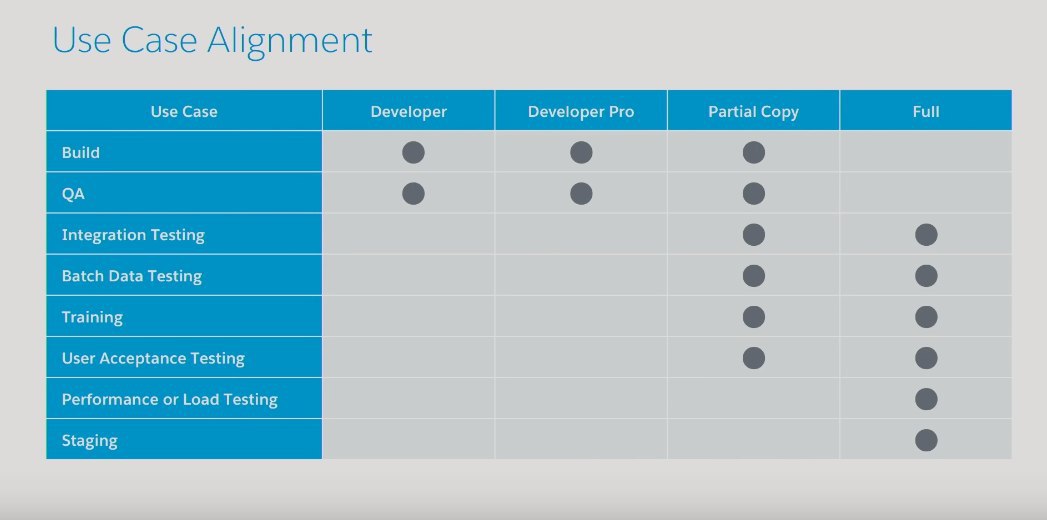 Use Case Alignment
Use Case Developer Developer Pro Partial Copy Full
Build
QA
Integration Testing
Batch Data Testing
Training
User Acceptance Testing
Performance or Load Testing
Staging